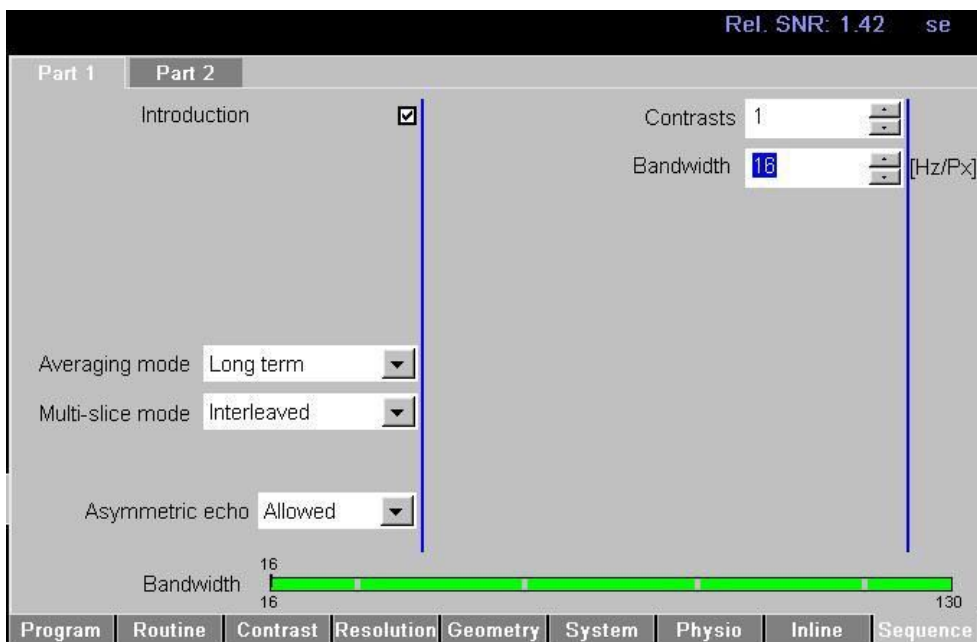 Rel. SNR: 1.42 se
Part 1 Part 2
Introduction
Contrasts 1
Bandwidth 16 [Hz/Px]
Averaging mode Long term
Multi-slice mode Interleaved
Asymmetric echo Allowed
16
Bandwidth
16 130
Program Routine Contrast Resolution Geometry System Physio Inline Sequence